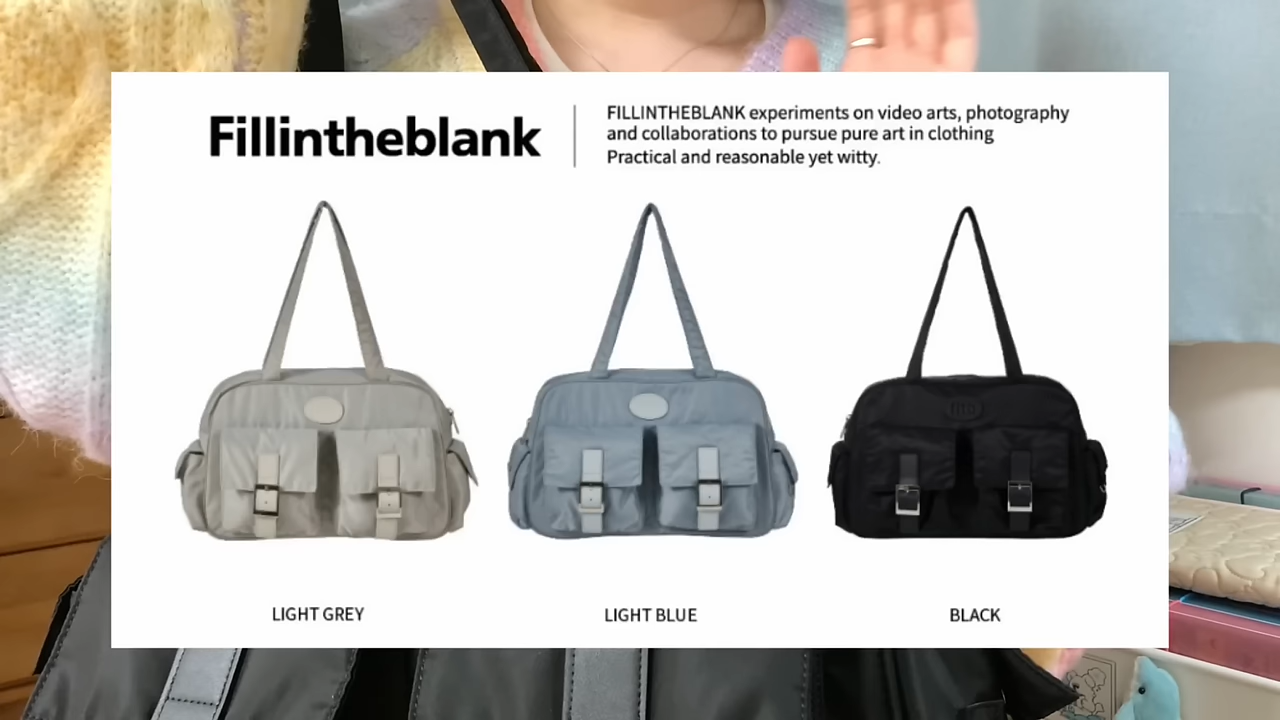 Fillintheblank
FILLINTHEBLANK experiments on video arts, photography
and collaborations to pursue pure art in clothing
Practical and reasonable yet witty.
LIGHT GREY
LIGHT BLUE
BLACK